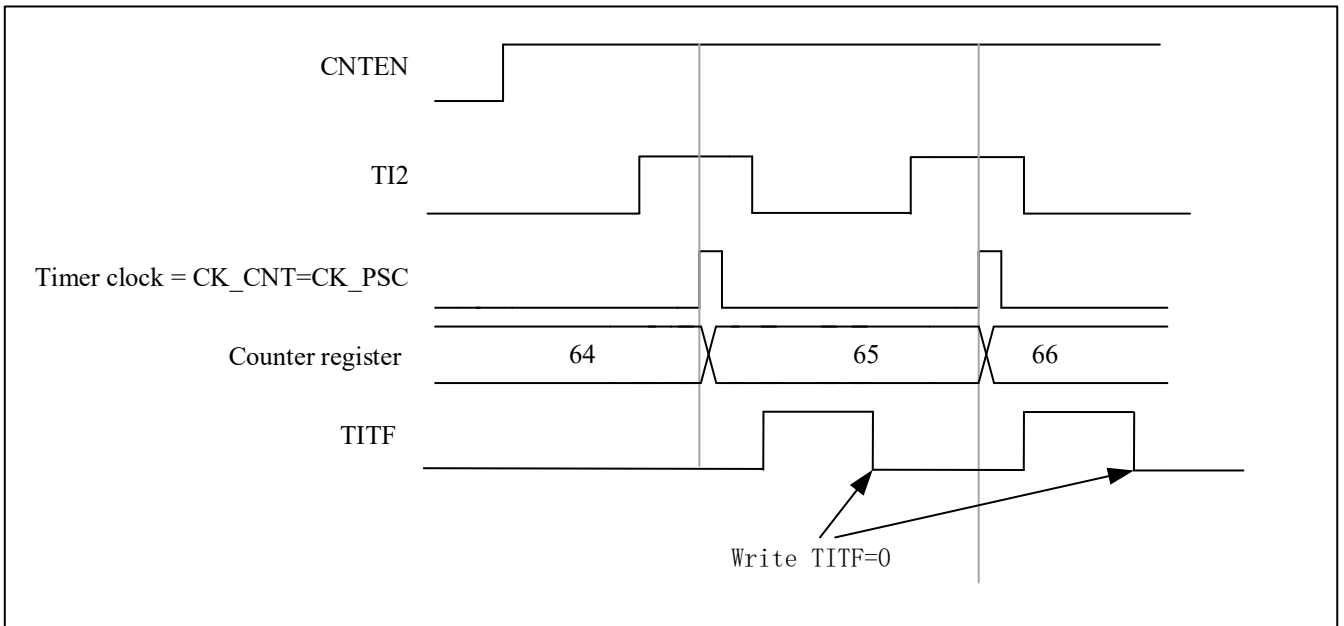 CNTEN
TI2
Timer clock = CK_CNT=CK_PSC
Counter register
64
65
66
TITF
Write TITF=0